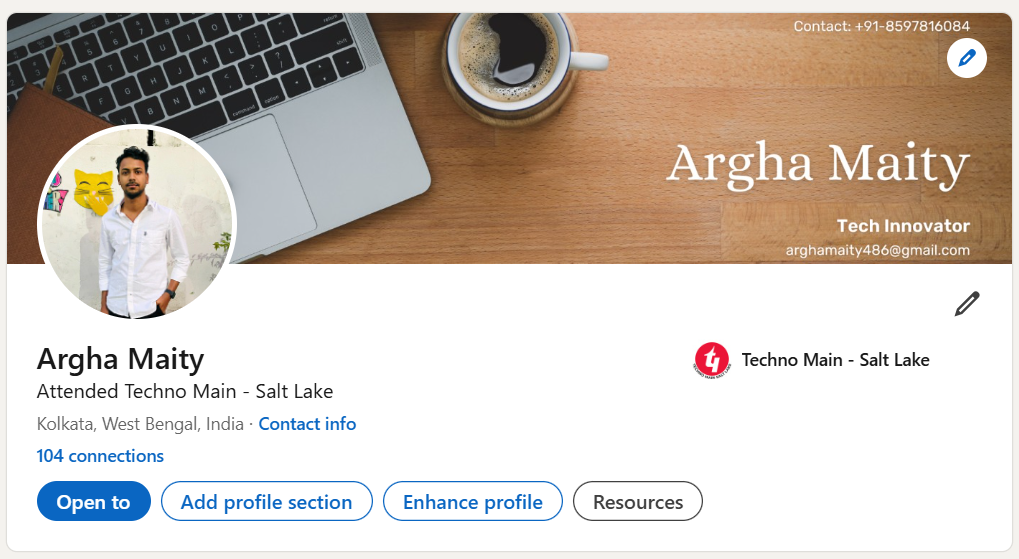 Contact: +91-8597816084
Argha Maity
Tech Innovator
arghamaity486@gmail.com
Argha Maity
Attended Techno Main - Salt Lake
Kolkata, West Bengal, India · Contact info
104 connections
Techno Main - Salt Lake
Open to
Add profile section
Enhance profile
Resources